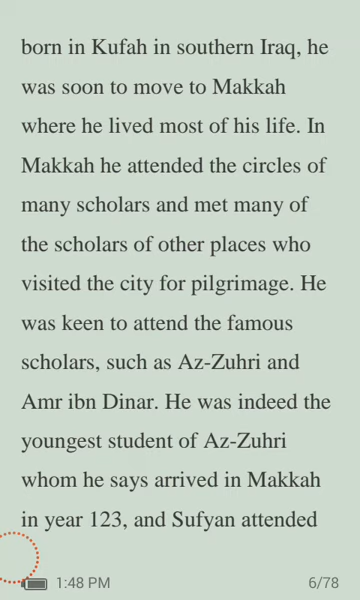 born in Kufah in southern Iraq, he
was soon to move to Makkah
where he lived most of his life. In
Makkah he attended the circles of
many scholars and met many of
the scholars of other places who
visited the city for pilgrimage. He
was keen to attend the famous
scholars, such as Az-Zuhri and
Amr ibn Dinar. He was indeed the
youngest student of Az-Zuhri
whom he says arrived in Makkah
in year 123, and Sufyan attended
1:48 PM 6/78